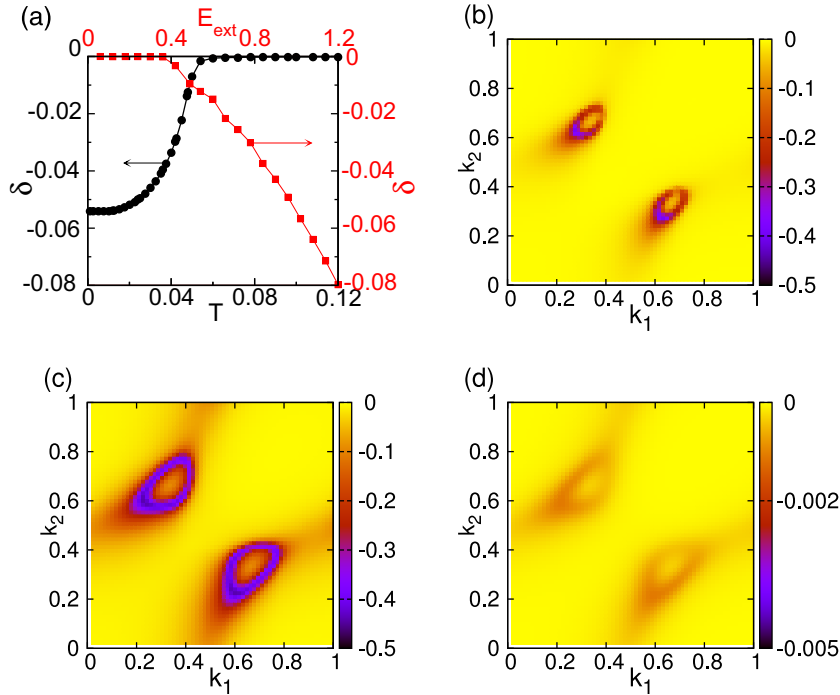 (a)
E_ext
0 0.4 0.8 1.2
0 0
-0.02 -0.02
-0.04 -0.04
-0.06 -0.06
-0.08 -0.08
δ δ
0 0.04 0.08 0.12
T
(b)
1 0
0.8 -0.1
0.6 -0.2
0.4 -0.3
0.2 -0.4
0 -0.5
k_2
0 0.2 0.4 0.6 0.8 1
k_1
(c)
1 0
0.8 -0.1
0.6 -0.2
0.4 -0.3
0.2 -0.4
0 -0.5
k_2
0 0.2 0.4 0.6 0.8 1
k_1
(d)
1 0
0.8
0.6 -0.002
0.4
0.2
0 -0.005
k_2
0 0.2 0.4 0.6 0.8 1
k_1